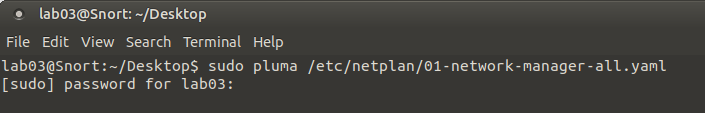 lab03@Snort: ~/Desktop
File Edit View Search Terminal Help
lab03@Snort:~/Desktop$ sudo pluma /etc/netplan/01-network-manager-all.yaml
[sudo] password for lab03: